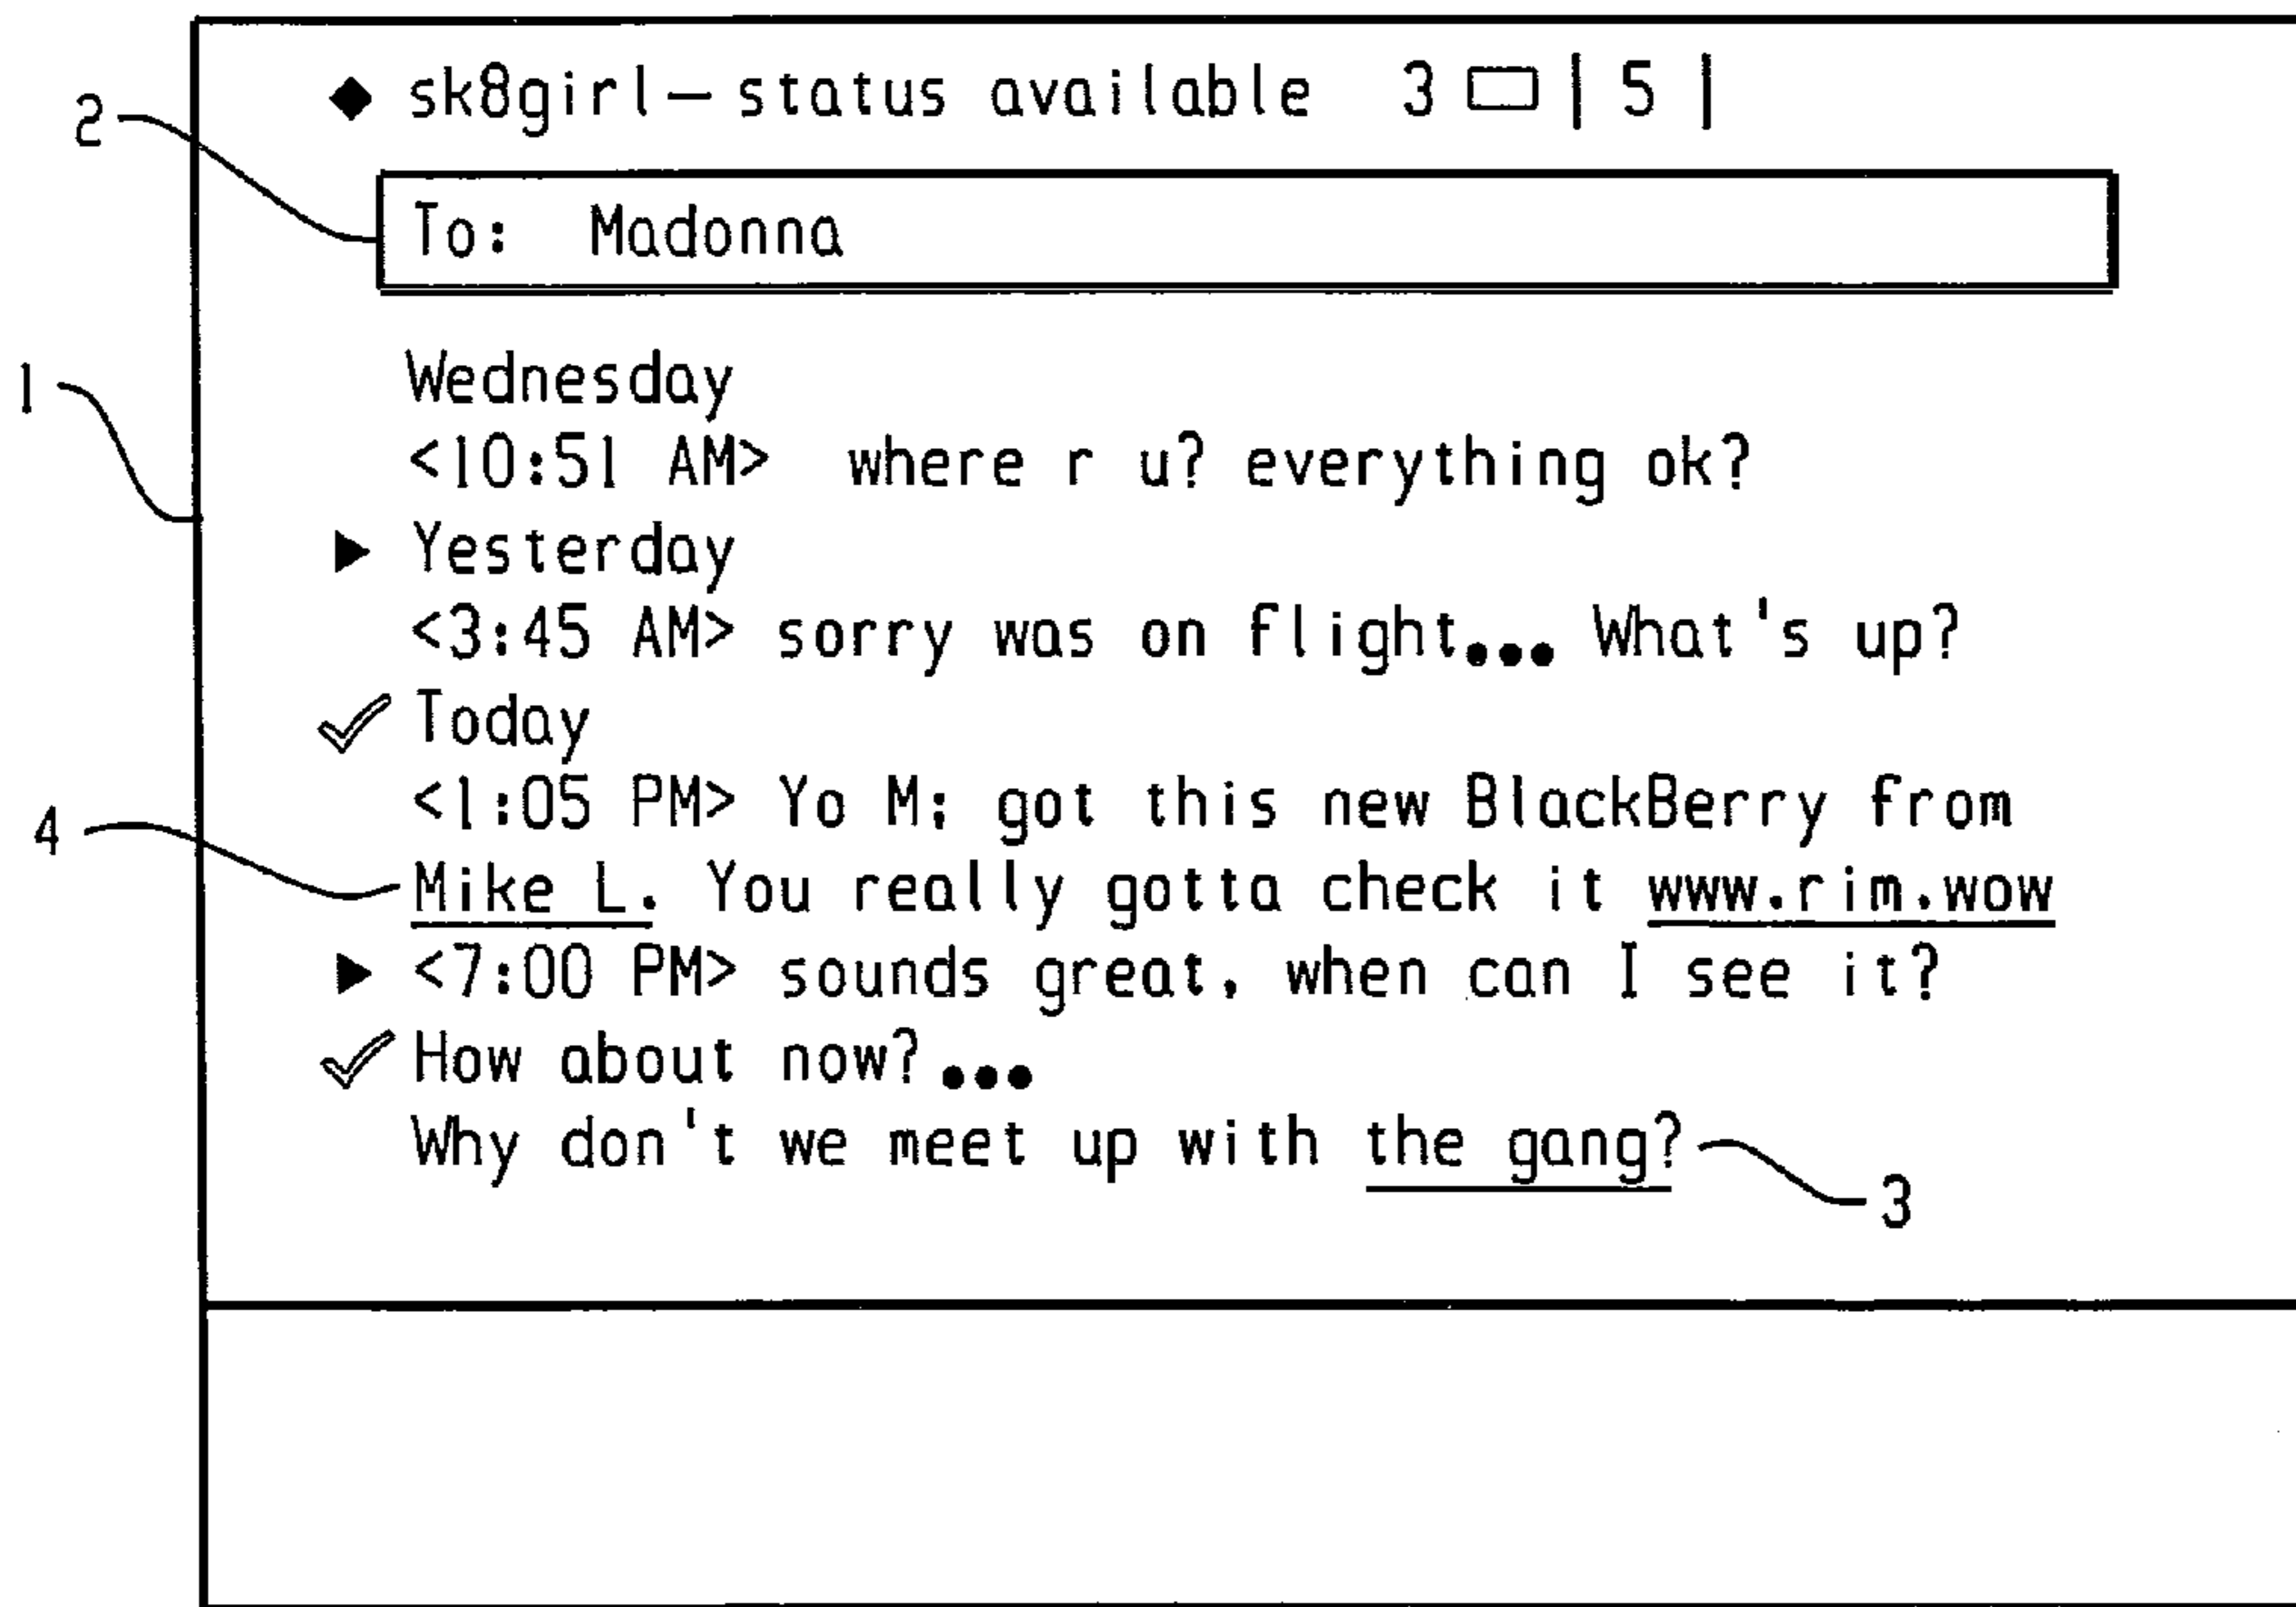 ◆ sk8girl – status available 3 ▭ | 5 |
2
To: Madonna
Wednesday
1
<10:51 AM> where r u? everything ok?
▶ Yesterday
<3:45 AM> sorry was on flight... What's up?
✓ Today
<1:05 PM> Yo M; got this new BlackBerry from
4
Mike L. You really gotta check it www.rim.wow
▶ <7:00 PM> sounds great, when can I see it?
✓ How about now?...
Why don't we meet up with the gang?
3